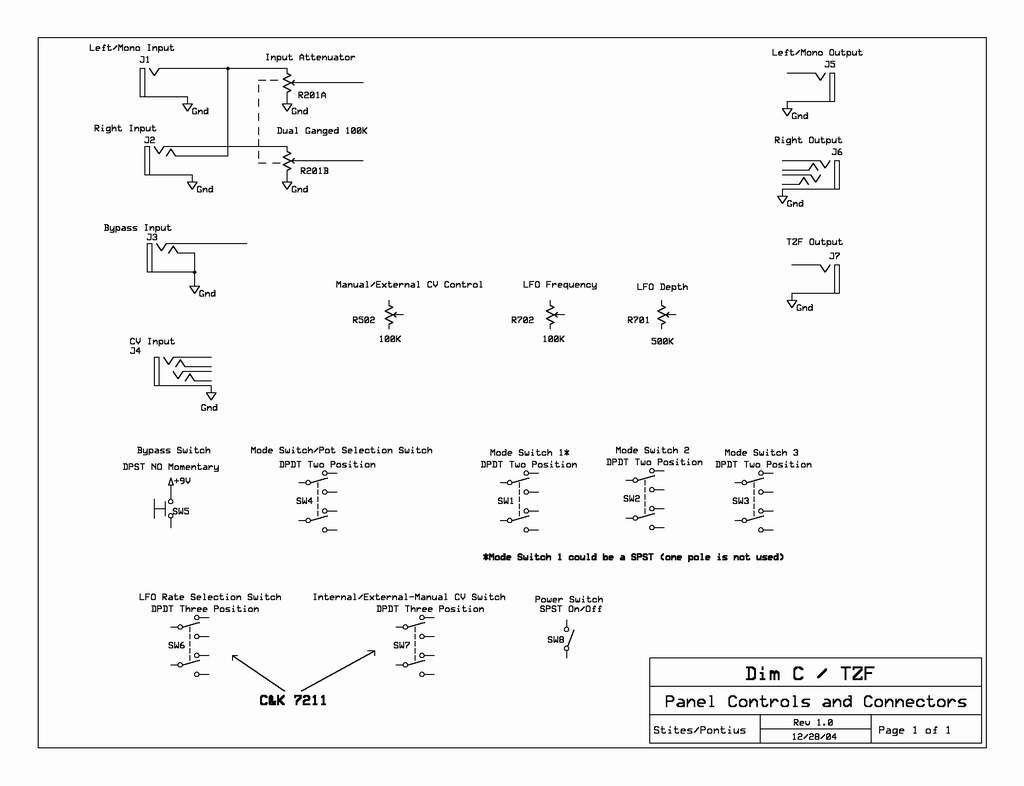 Left/Mono Input
J1
Input Attenuator
R201A
Gnd
Gnd
Right Input
J2
Dual Ganged 100K
R201B
Gnd
Gnd
Left/Mono Output
J5
Gnd
Right Output
J6
Gnd
Bypass Input
J3
Gnd
TZF Output
J7
Gnd
Manual/External CV Control
R502
100K
LFO Frequency
R702
100K
LFO Depth
R701
500K
CV Input
J4
Gnd
Bypass Switch
DPST NO Momentary
+9V
SW5
Mode Switch/Pot Selection Switch
DPDT Two Position
SW4
Mode Switch 1*
DPDT Two Position
SW1
Mode Switch 2
DPDT Two Position
SW2
Mode Switch 3
DPDT Two Position
SW3
*Mode Switch 1 could be a SPST (one pole is not used)
LFO Rate Selection Switch
DPDT Three Position
SW6
Internal/External-Manual CV Switch
DPDT Three Position
SW7
Power Switch
SPST On/Off
SW8
C&K 7211
Dim C / TZF
Panel Controls and Connectors
Stites/Pontius
Rev 1.0
12/28/04
Page 1 of 1